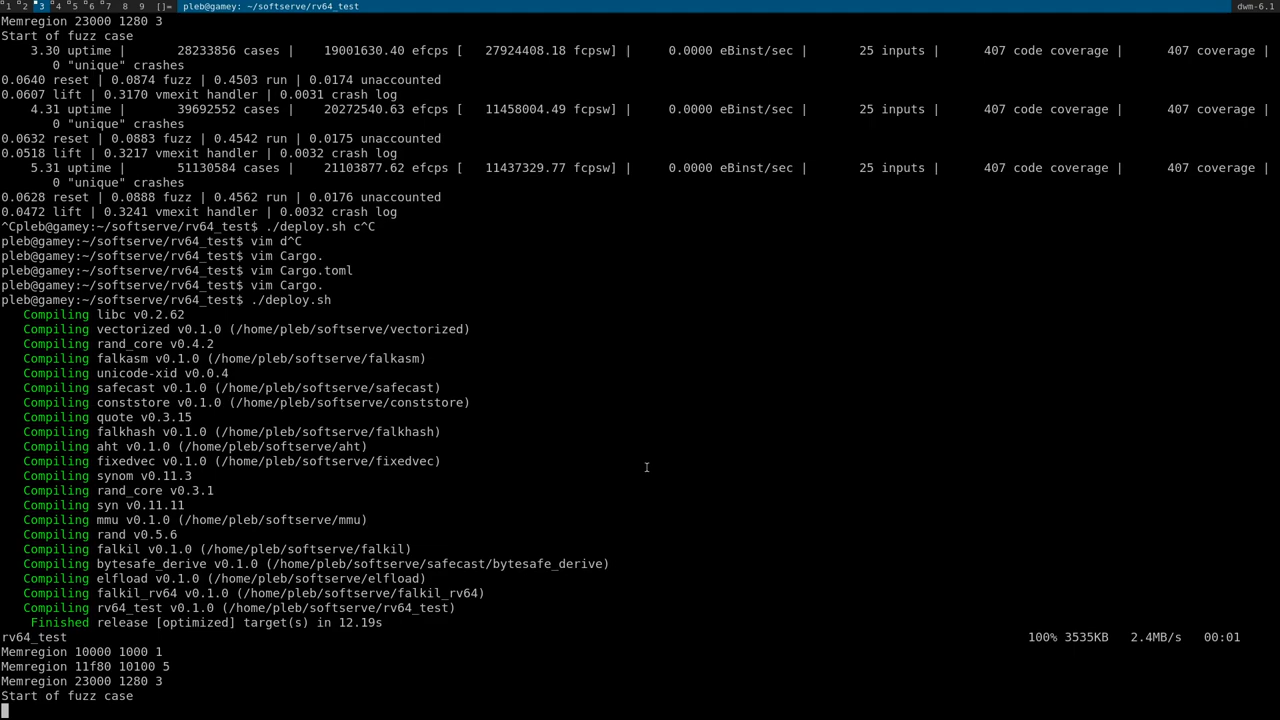 1 2 3 4 5 6 7 8 9 []= pleb@gamey: ~/softserve/rv64_test dwm-6.1
Memregion 23000 1280 3
Start of fuzz case
3.30 uptime | 28233856 cases | 19001630.40 efcps [ 27924408.18 fcpsw] | 0.0000 eBinst/sec | 25 inputs | 407 code coverage | 407 coverage |
0 "unique" crashes
0.0640 reset | 0.0874 fuzz | 0.4503 run | 0.0174 unaccounted
0.0607 lift | 0.3170 vmexit handler | 0.0031 crash log
4.31 uptime | 39692552 cases | 20272540.63 efcps [ 11458004.49 fcpsw] | 0.0000 eBinst/sec | 25 inputs | 407 code coverage | 407 coverage |
0 "unique" crashes
0.0632 reset | 0.0883 fuzz | 0.4542 run | 0.0175 unaccounted
0.0518 lift | 0.3217 vmexit handler | 0.0032 crash log
5.31 uptime | 51130584 cases | 21103877.62 efcps [ 11437329.77 fcpsw] | 0.0000 eBinst/sec | 25 inputs | 407 code coverage | 407 coverage |
0 "unique" crashes
0.0628 reset | 0.0888 fuzz | 0.4562 run | 0.0176 unaccounted
0.0472 lift | 0.3241 vmexit handler | 0.0032 crash log
^Cpleb@gamey:~/softserve/rv64_test$ ./deploy.sh c^C
pleb@gamey:~/softserve/rv64_test$ vim d^C
pleb@gamey:~/softserve/rv64_test$ vim Cargo.
pleb@gamey:~/softserve/rv64_test$ vim Cargo.toml
pleb@gamey:~/softserve/rv64_test$ vim Cargo.
pleb@gamey:~/softserve/rv64_test$ ./deploy.sh
Compiling libc v0.2.62
Compiling vectorized v0.1.0 (/home/pleb/softserve/vectorized)
Compiling rand_core v0.4.2
Compiling falkasm v0.1.0 (/home/pleb/softserve/falkasm)
Compiling unicode-xid v0.0.4
Compiling safecast v0.1.0 (/home/pleb/softserve/safecast)
Compiling conststore v0.1.0 (/home/pleb/softserve/conststore)
Compiling quote v0.3.15
Compiling falkhash v0.1.0 (/home/pleb/softserve/falkhash)
Compiling aht v0.1.0 (/home/pleb/softserve/aht)
Compiling fixedvec v0.1.0 (/home/pleb/softserve/fixedvec)
Compiling synom v0.11.3
Compiling rand_core v0.3.1
Compiling syn v0.11.11
Compiling mmu v0.1.0 (/home/pleb/softserve/mmu)
Compiling rand v0.5.6
Compiling falkil v0.1.0 (/home/pleb/softserve/falkil)
Compiling bytesafe_derive v0.1.0 (/home/pleb/softserve/safecast/bytesafe_derive)
Compiling elfload v0.1.0 (/home/pleb/softserve/elfload)
Compiling falkil_rv64 v0.1.0 (/home/pleb/softserve/falkil_rv64)
Compiling rv64_test v0.1.0 (/home/pleb/softserve/rv64_test)
Finished release [optimized] target(s) in 12.19s
rv64_test 100% 3535KB 2.4MB/s 00:01
Memregion 10000 1000 1
Memregion 11f80 10100 5
Memregion 23000 1280 3
Start of fuzz case